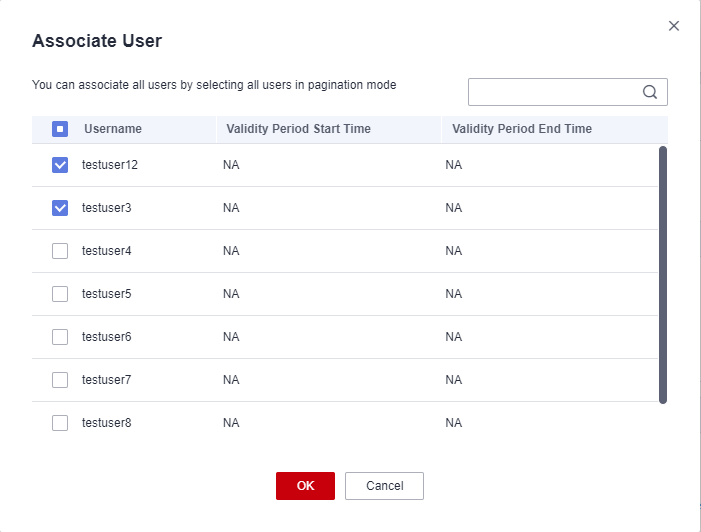 Associate User
You can associate all users by selecting all users in pagination mode
Username Validity Period Start Time Validity Period End Time
testuser12 NA NA
testuser3 NA NA
testuser4 NA NA
testuser5 NA NA
testuser6 NA NA
testuser7 NA NA
testuser8 NA NA
OK Cancel